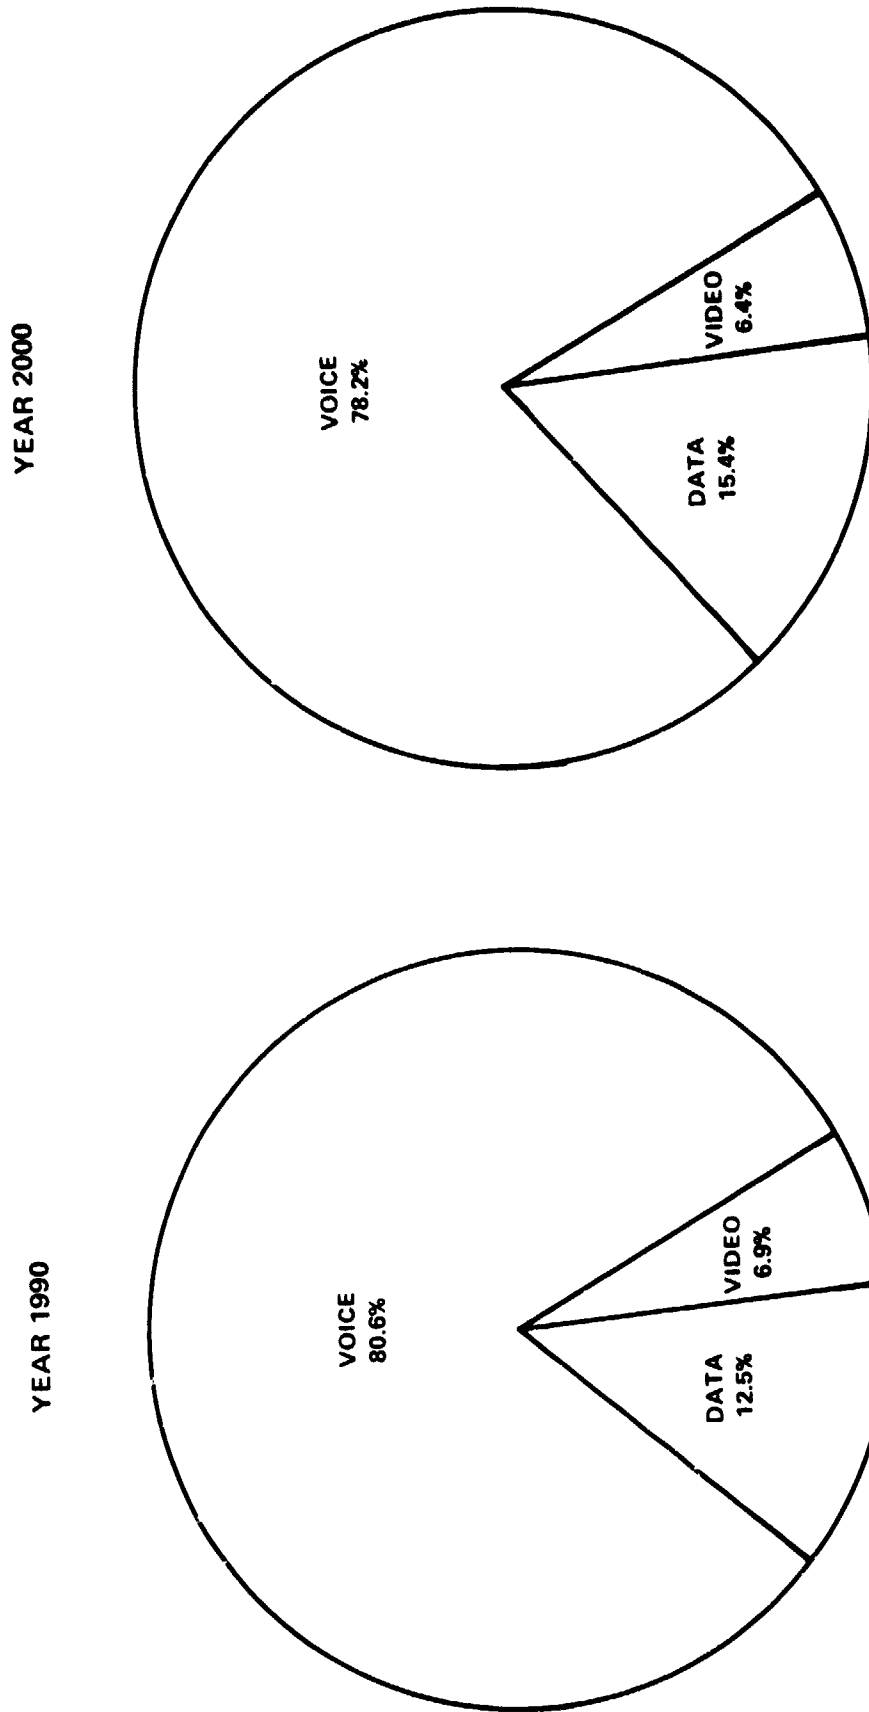 YEAR 1990
VOICE
80.6%
DATA
12.5%
VIDEO
6.9%
YEAR 2000
VOICE
78.2%
DATA
15.4%
VIDEO
6.4%